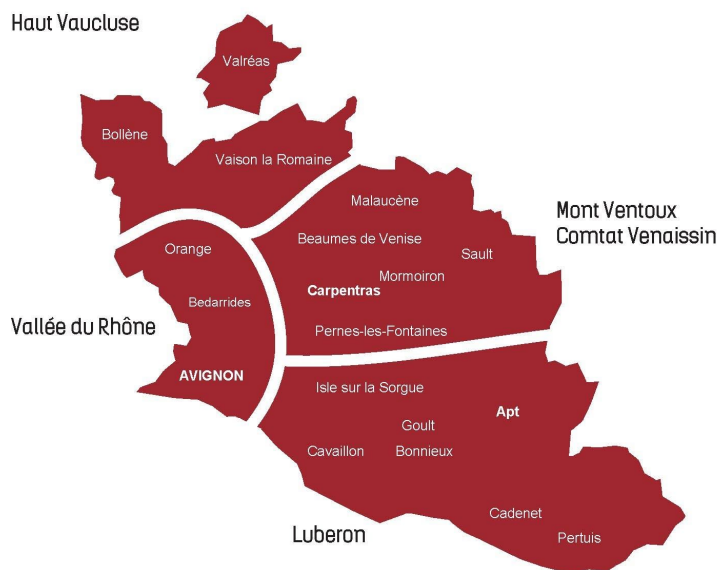 Haut Vaucluse
Valréas
Bollène
Vaison la Romaine
Malaucène
Mont Ventoux
Comtat Venaissin
Beaumes de Venise
Orange
Sault
Mormoiron
Carpentras
Bedarrides
Vallée du Rhône
Pernes-les-Fontaines
AVIGNON
Isle sur la Sorgue
Apt
Goult
Cavaillon
Bonnieux
Cadenet
Luberon
Pertuis